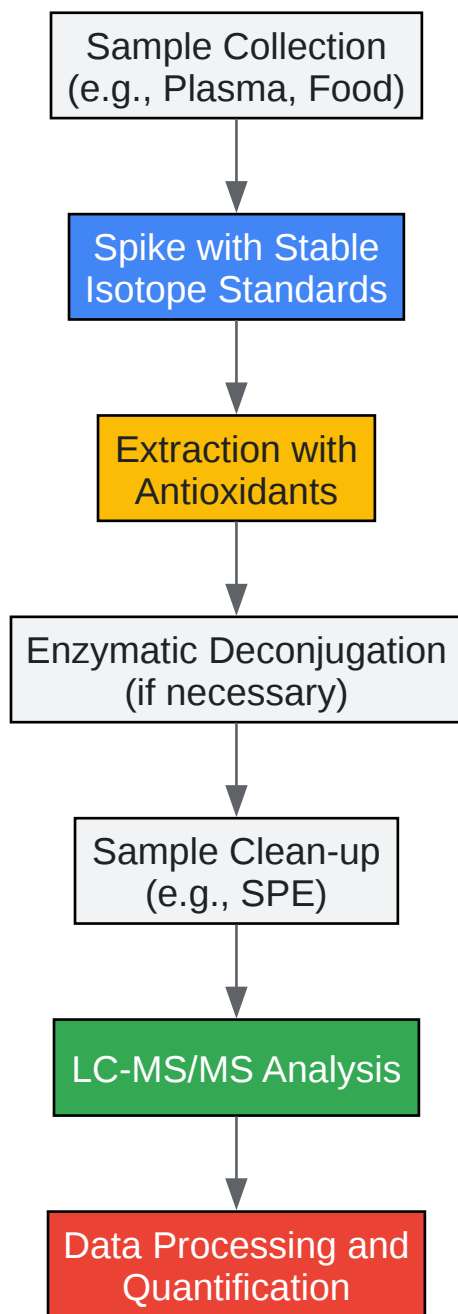 Sample Collection
(e.g., Plasma, Food)
Spike with Stable
Isotope Standards
Extraction with
Antioxidants
Enzymatic Deconjugation
(if necessary)
Sample Clean-up
(e.g., SPE)
LC-MS/MS Analysis
Data Processing and
Quantification